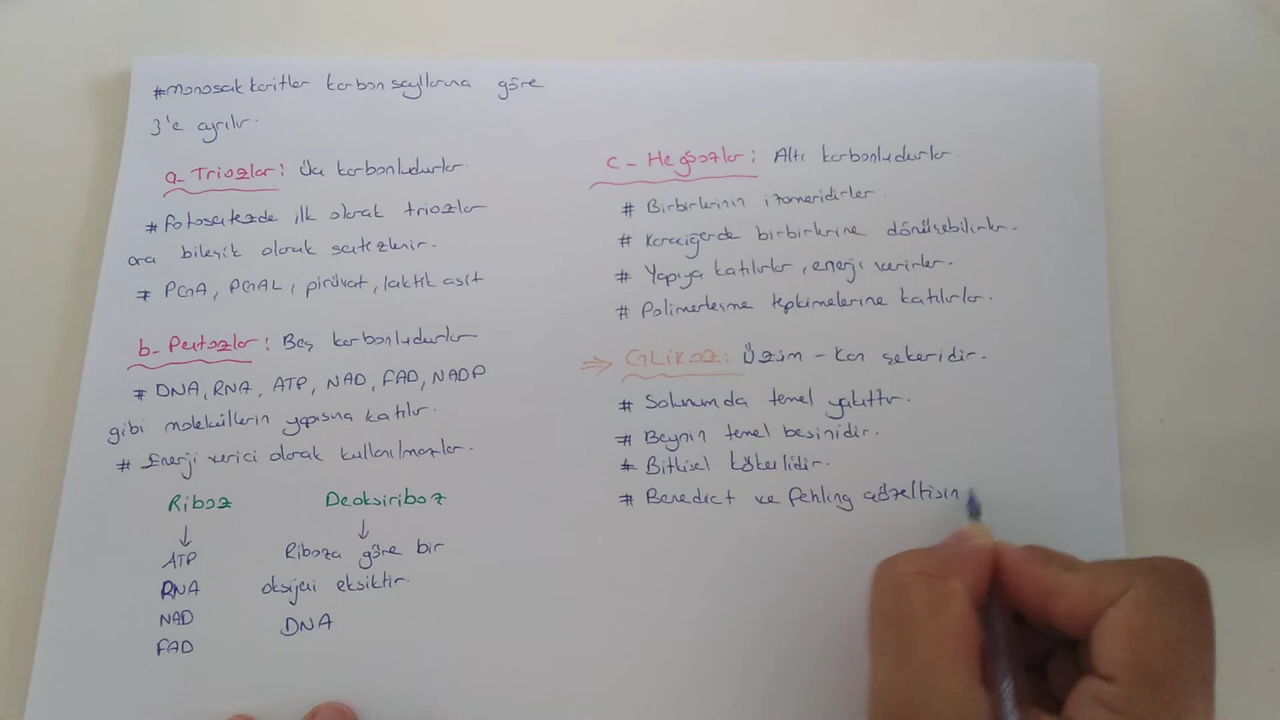 #monosakkaritler karbon sayılarına göre
3'e ayrılır.
a- Triozlar: Üç karbonludurlar
# fotosentezde ilk olarak triozlar
ara bileşik olarak sentezlenir.
# PGA, PGAL, pirüvat, laktik asit
b- Pentozlar: Beş karbonludurlar
# DNA, RNA, ATP, NAD, FAD, NADP
gibi moleküllerin yapısına katılır.
# Enerji verici olarak kullanılmazlar.
Riboz Deoksiriboz
↓ ↓
ATP Riboza göre bir
RNA oksijeni eksiktir.
NAD DNA
FAD
c- Hegsozlar: Altı karbonludurlar.
# Birbirlerinin izomeridirler.
# Karaciğerde birbirlerine dönüşebilirler.
# Yapıya katılırlar, enerji verirler.
# Polimerleşme tepkimelerine katılırlar.
⇒ GLikoz: Üzüm - Kan şekeridir.
# Solunumda temel yakıttır.
# Beynin temel besinidir.
# Bitkisel kökenlidir.
# Benedict ve fehling çözeltisin